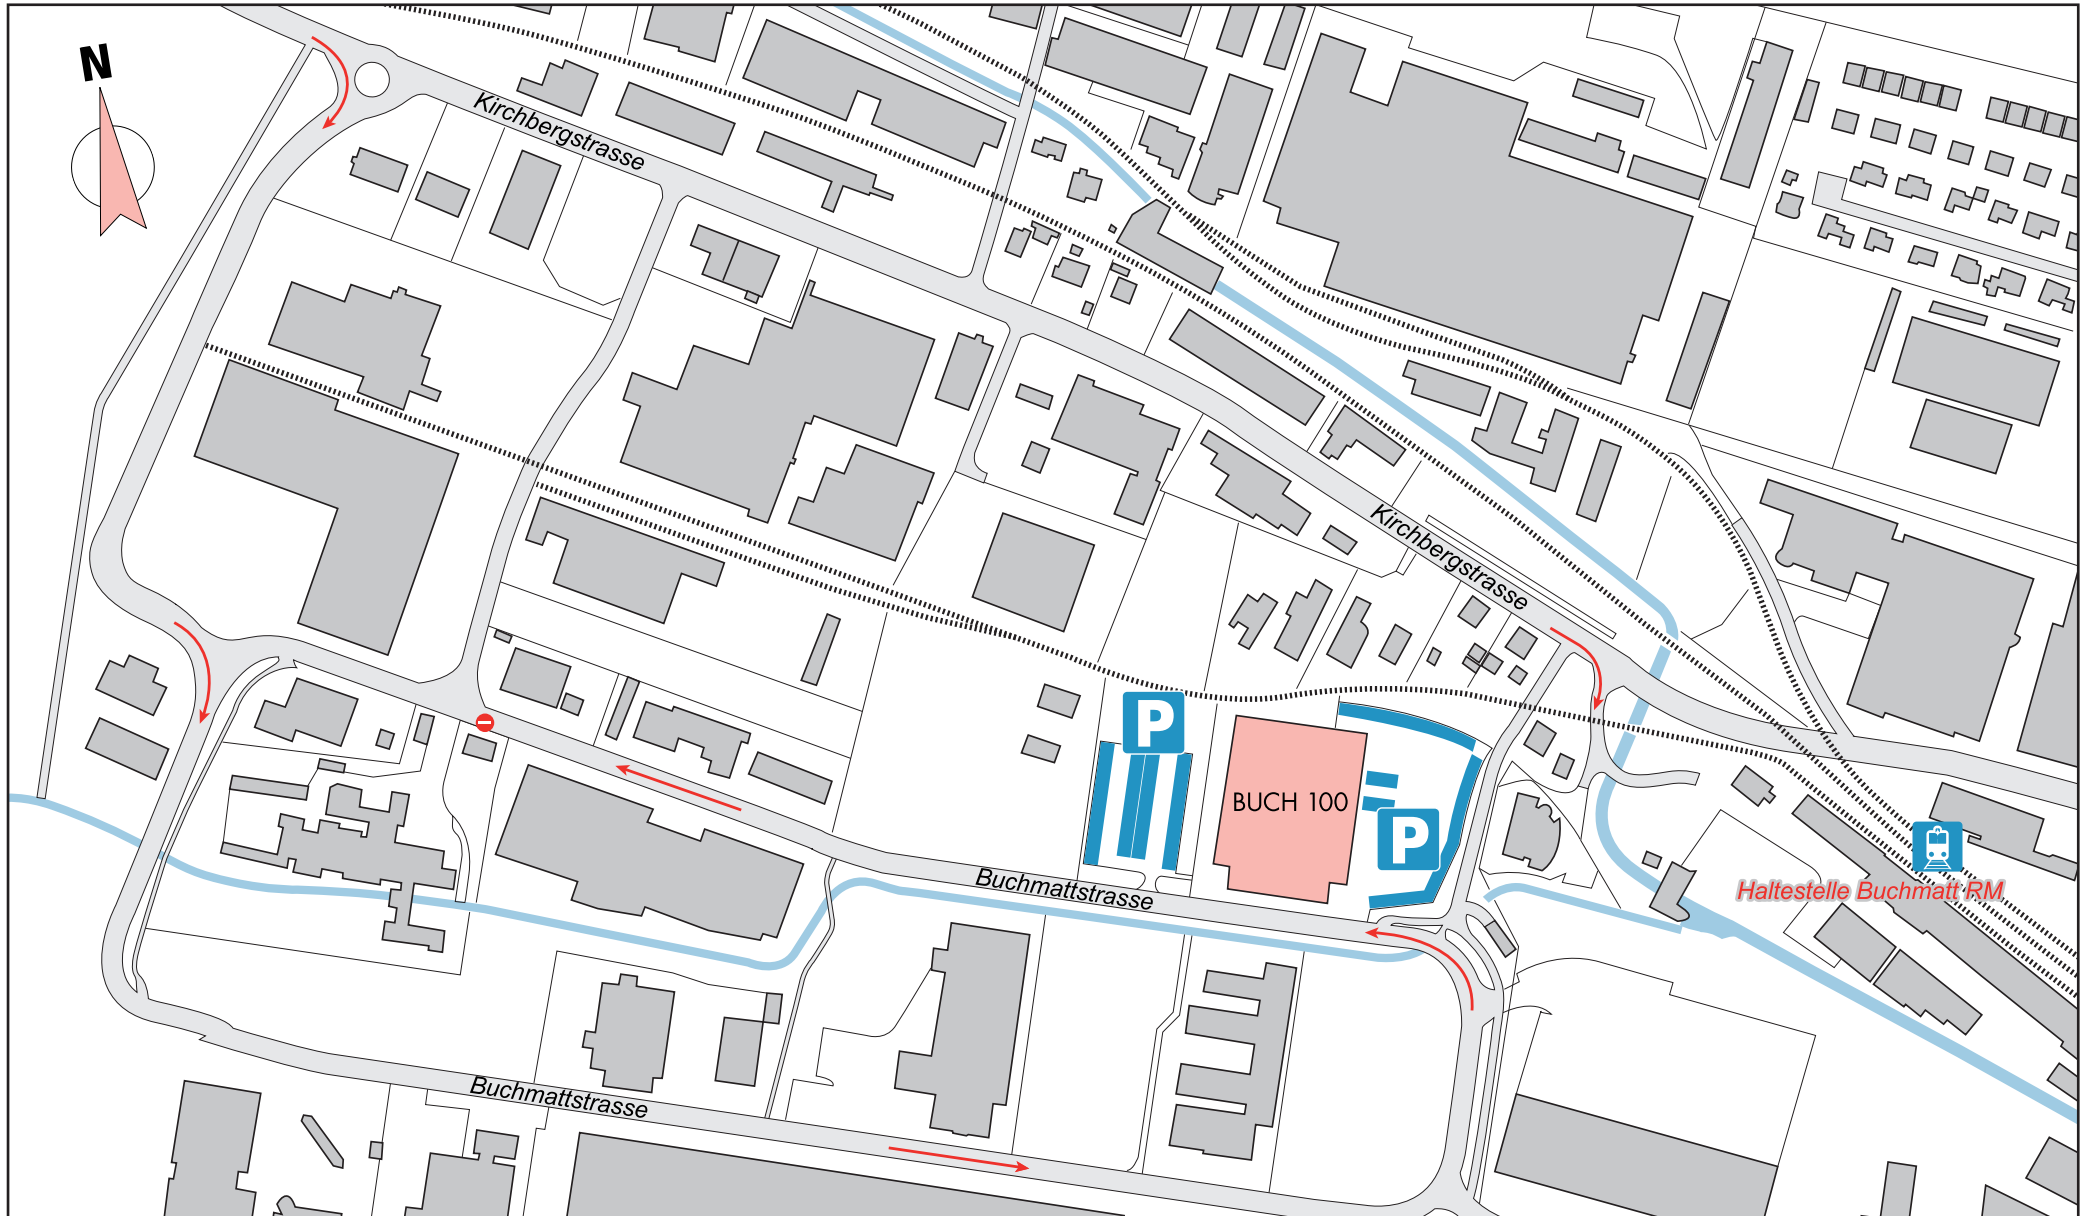 N
Kirchbergstrasse
Kirchbergstrasse
P
BUCH 100
P
Haltestelle Buchmatt RM
Buchmattstrasse
Buchmattstrasse